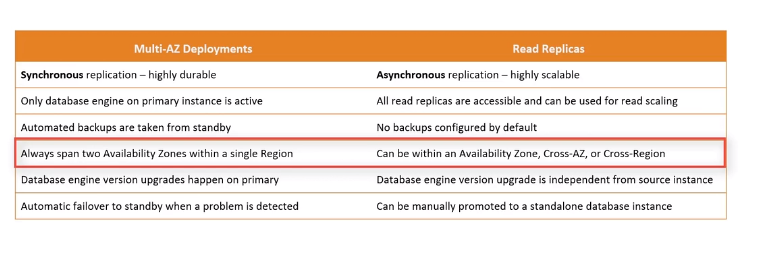 Multi-AZ Deployments Read Replicas
Synchronous replication – highly durable Asynchronous replication – highly scalable
Only database engine on primary instance is active All read replicas are accessible and can be used for read scaling
Automated backups are taken from standby No backups configured by default
Always span two Availability Zones within a single Region Can be within an Availability Zone, Cross-AZ, or Cross-Region
Database engine version upgrades happen on primary Database engine version upgrade is independent from source instance
Automatic failover to standby when a problem is detected Can be manually promoted to a standalone database instance